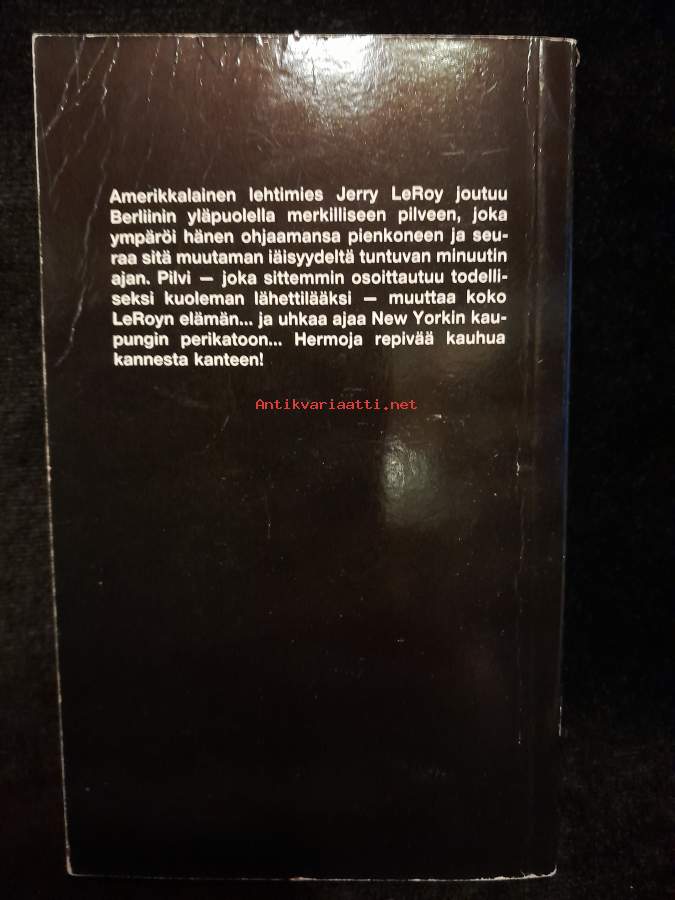 Amerikkalainen lehtimies Jerry LeRoy joutuu
Berliinin yläpuolella merkilliseen pilveen, joka
ympäröi hänen ohjaamansa pienkoneen ja seu-
raa sitä muutaman iäisyydeltä tuntuvan minuutin
ajan. Pilvi — joka sittemmin osoittautuu todelli-
seksi kuoleman lähettilääksi — muuttaa koko
LeRoyn elämän... ja uhkaa ajaa New Yorkin kau-
pungin perikatoon... Hermoja repivää kauhua
kannesta kanteen!
Antikvariaatti.net